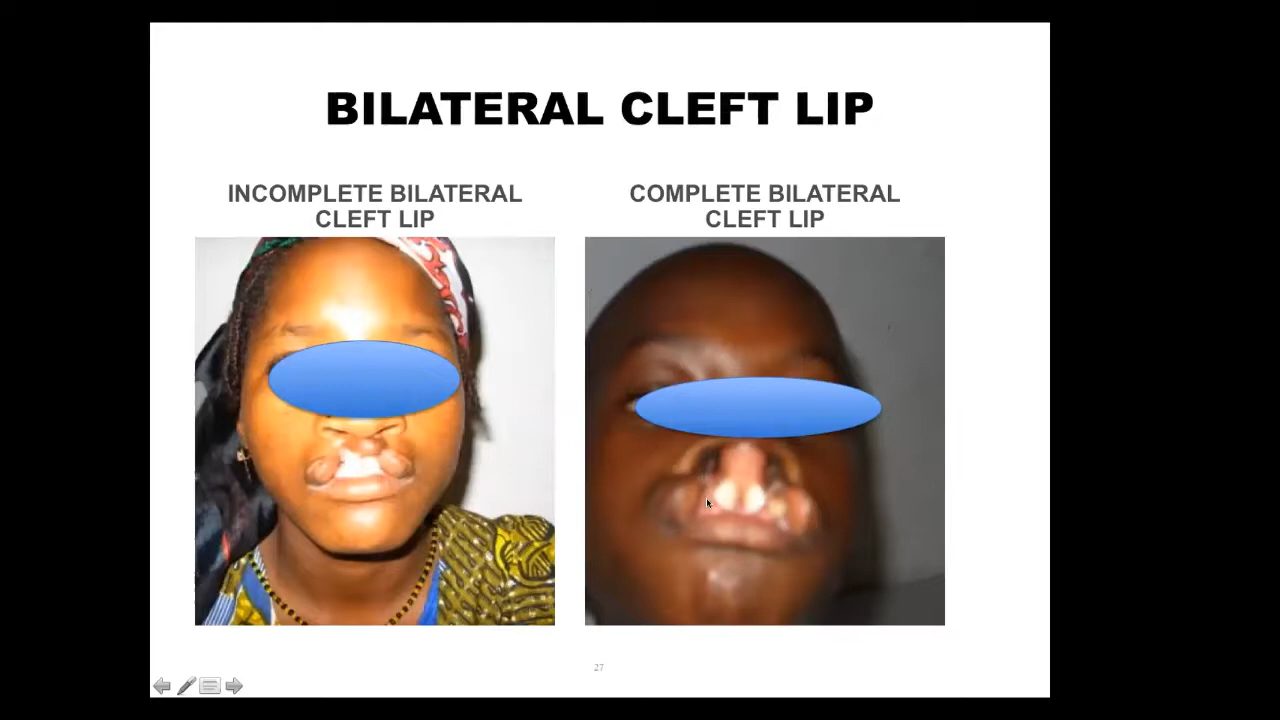 BILATERAL CLEFT LIP
INCOMPLETE BILATERAL
CLEFT LIP
COMPLETE BILATERAL
CLEFT LIP
27